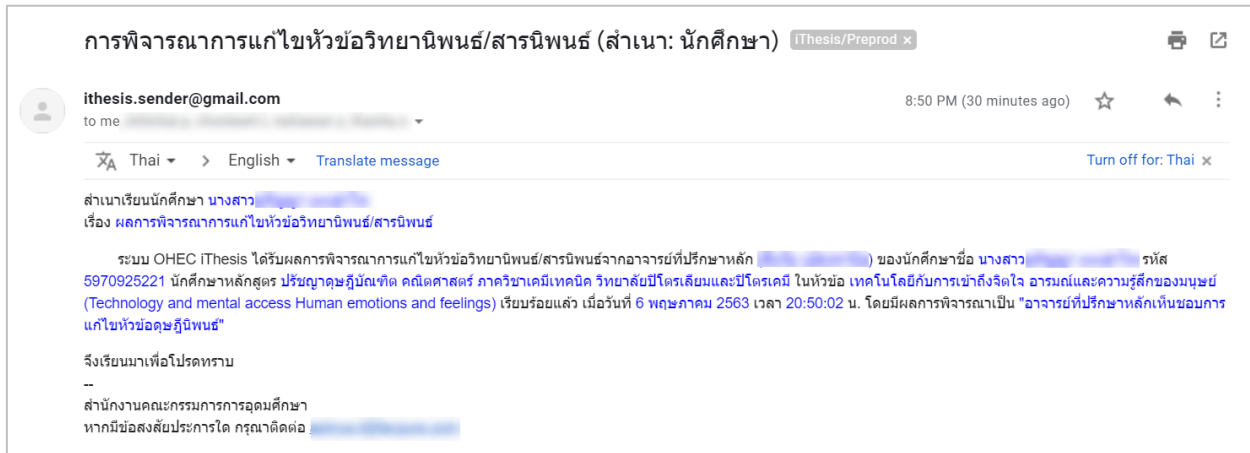 การพิจารณาการแก้ไขหัวข้อวิทยานิพนธ์/สารนิพนธ์ (สำเนา: นักศึกษา) iThesis/Preprod ×
ithesis.sender@gmail.com 8:50 PM (30 minutes ago)
to me
Thai > English Translate message Turn off for: Thai ×
สำเนาเรียนนักศึกษา นางสาว
เรื่อง ผลการพิจารณาการแก้ไขหัวข้อวิทยานิพนธ์/สารนิพนธ์
ระบบ OHEC iThesis ได้รับผลการพิจารณาการแก้ไขหัวข้อวิทยานิพนธ์/สารนิพนธ์จากอาจารย์ที่ปรึกษาหลัก ( ) ของนักศึกษาชื่อ นางสาว รหัส
5970925221 นักศึกษาหลักสูตร ปรัชญาดุษฎีบัณฑิต คณิตศาสตร์ ภาควิชาเคมีเทคนิค วิทยาลัยปิโตรเลียมและปิโตรเคมี ในหัวข้อ เทคโนโลยีกับการเข้าถึงจิตใจ อารมณ์และความรู้สึกของมนุษย์
(Technology and mental access Human emotions and feelings) เรียบร้อยแล้ว เมื่อวันที่ 6 พฤษภาคม 2563 เวลา 20:50:02 น. โดยมีผลการพิจารณาเป็น "อาจารย์ที่ปรึกษาหลักเห็นชอบการ
แก้ไขหัวข้อดุษฎีนิพนธ์"
จึงเรียนมาเพื่อโปรดทราบ
--
สำนักงานคณะกรรมการการอุดมศึกษา
หากมีข้อสงสัยประการใด กรุณาติดต่อ